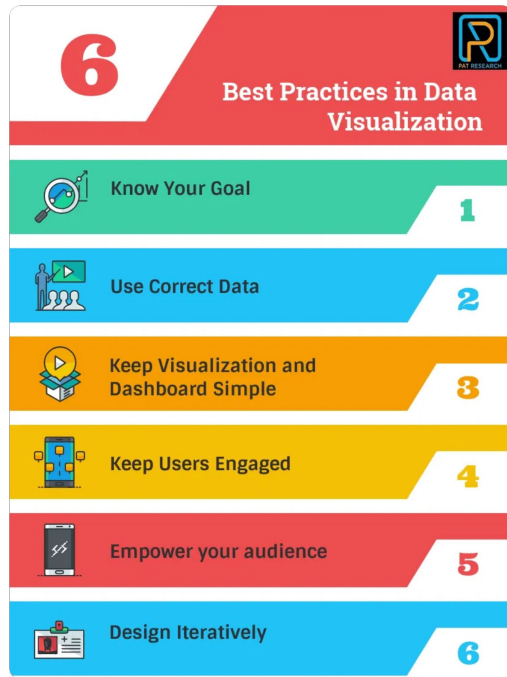 6
PAT RESEARCH
Best Practices in Data
Visualization
Know Your Goal
1
Use Correct Data
2
Keep Visualization and
Dashboard Simple
3
Keep Users Engaged
4
Empower your audience
5
Design Iteratively
6